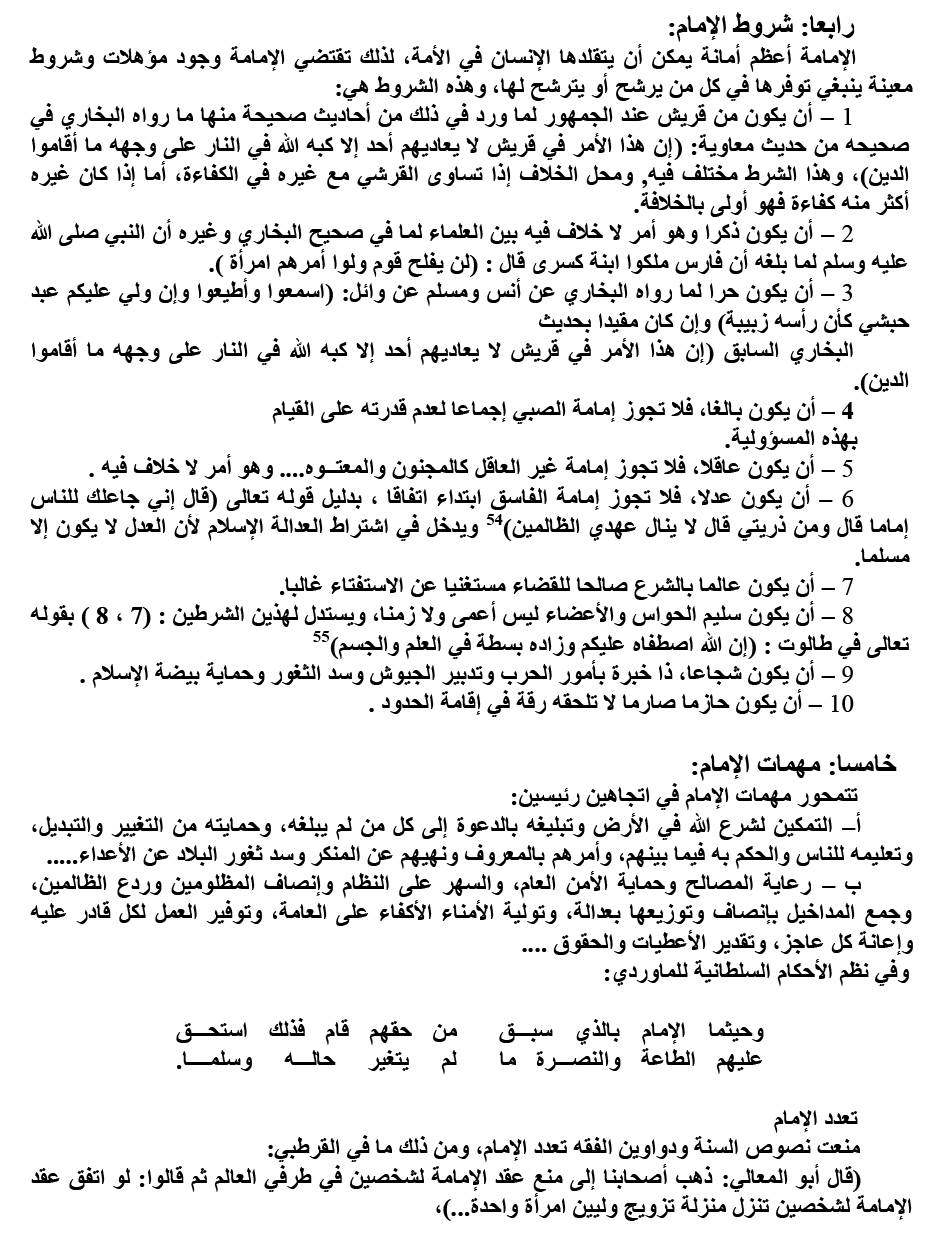 رابعا: شروط الإمام:
الإمامة أعظم أمانة يمكن أن يتقلدها الإنسان في الأمة، لذلك تقتضي الإمامة وجود مؤهلات وشروط
معينة ينبغي توفرها في كل من يرشح أو يترشح لها، وهذه الشروط هي:
1 – أن يكون من قريش عند الجمهور لما ورد في ذلك من أحاديث صحيحة منها ما رواه البخاري في
صحيحه من حديث معاوية: (إن هذا الأمر في قريش لا يعاديهم أحد إلا كبه الله في النار على وجهه ما أقاموا
الدين)، وهذا الشرط مختلف فيه, ومحل الخلاف إذا تساوى القرشي مع غيره في الكفاءة، أما إذا كان غيره
أكثر منه كفاءة فهو أولى بالخلافة.
2 – أن يكون ذكرا وهو أمر لا خلاف فيه بين العلماء لما في صحيح البخاري وغيره أن النبي صلى الله
عليه وسلم لما بلغه أن فارس ملكوا ابنة كسرى قال : (لن يفلح قوم ولوا أمرهم امرأة ).
3 – أن يكون حرا لما رواه البخاري عن أنس ومسلم عن وائل: (اسمعوا وأطيعوا وإن ولي عليكم عبد
حبشي كأن رأسه زبيبة) وإن كان مقيدا بحديث
البخاري السابق (إن هذا الأمر في قريش لا يعاديهم أحد إلا كبه الله في النار على وجهه ما أقاموا
الدين).
4 – أن يكون بالغا، فلا تجوز إمامة الصبي إجماعا لعدم قدرته على القيام
بهذه المسؤولية.
5 – أن يكون عاقلا، فلا تجوز إمامة غير العاقل كالمجنون والمعتــوه.... وهو أمر لا خلاف فيه .
6 – أن يكون عدلا، فلا تجوز إمامة الفاسق ابتداء اتفاقا ، بدليل قوله تعالى (قال إني جاعلك للناس
إماما قال ومن ذريتي قال لا ينال عهدي الظالمين)54 ويدخل في اشتراط العدالة الإسلام لأن العدل لا يكون إلا
مسلما.
7 – أن يكون عالما بالشرع صالحا للقضاء مستغنيا عن الاستفتاء غالبا.
8 – أن يكون سليم الحواس والأعضاء ليس أعمى ولا زمنا، ويستدل لهذين الشرطين : (7 ، 8 ) بقوله
تعالى في طالوت : (إن الله اصطفاه عليكم وزاده بسطة في العلم والجسم)55
9 – أن يكون شجاعا، ذا خبرة بأمور الحرب وتدبير الجيوش وسد الثغور وحماية بيضة الإسلام .
10 – أن يكون حازما صارما لا تلحقه رقة في إقامة الحدود .
خامسا: مهمات الإمام:
تتمحور مهمات الإمام في اتجاهين رئيسين:
أ– التمكين لشرع الله في الأرض وتبليغه بالدعوة إلى كل من لم يبلغه، وحمايته من التغيير والتبديل،
وتعليمه للناس والحكم به فيما بينهم، وأمرهم بالمعروف ونهيهم عن المنكر وسد ثغور البلاد عن الأعداء.....
ب – رعاية المصالح وحماية الأمن العام، والسهر على النظام وإنصاف المظلومين وردع الظالمين،
وجمع المداخيل بإنصاف وتوزيعها بعدالة، وتولية الأمناء الأكفاء على العامة، وتوفير العمل لكل قادر عليه
وإعانة كل عاجز، وتقدير الأعطيات والحقوق ....
وفي نظم الأحكام السلطانية للماوردي:
وحيثما الإمام بالذي سبــق من حقهم قام فذلك استحــق
عليهم الطاعة والنصــرة ما لم يتغير حالــه وسلمــا.
تعدد الإمام
منعت نصوص السنة ودواوين الفقه تعدد الإمام، ومن ذلك ما في القرطبي:
(قال أبو المعالي: ذهب أصحابنا إلى منع عقد الإمامة لشخصين في طرفي العالم ثم قالوا: لو اتفق عقد
الإمامة لشخصين تنزل منزلة تزويج وليين امرأة واحدة...)،